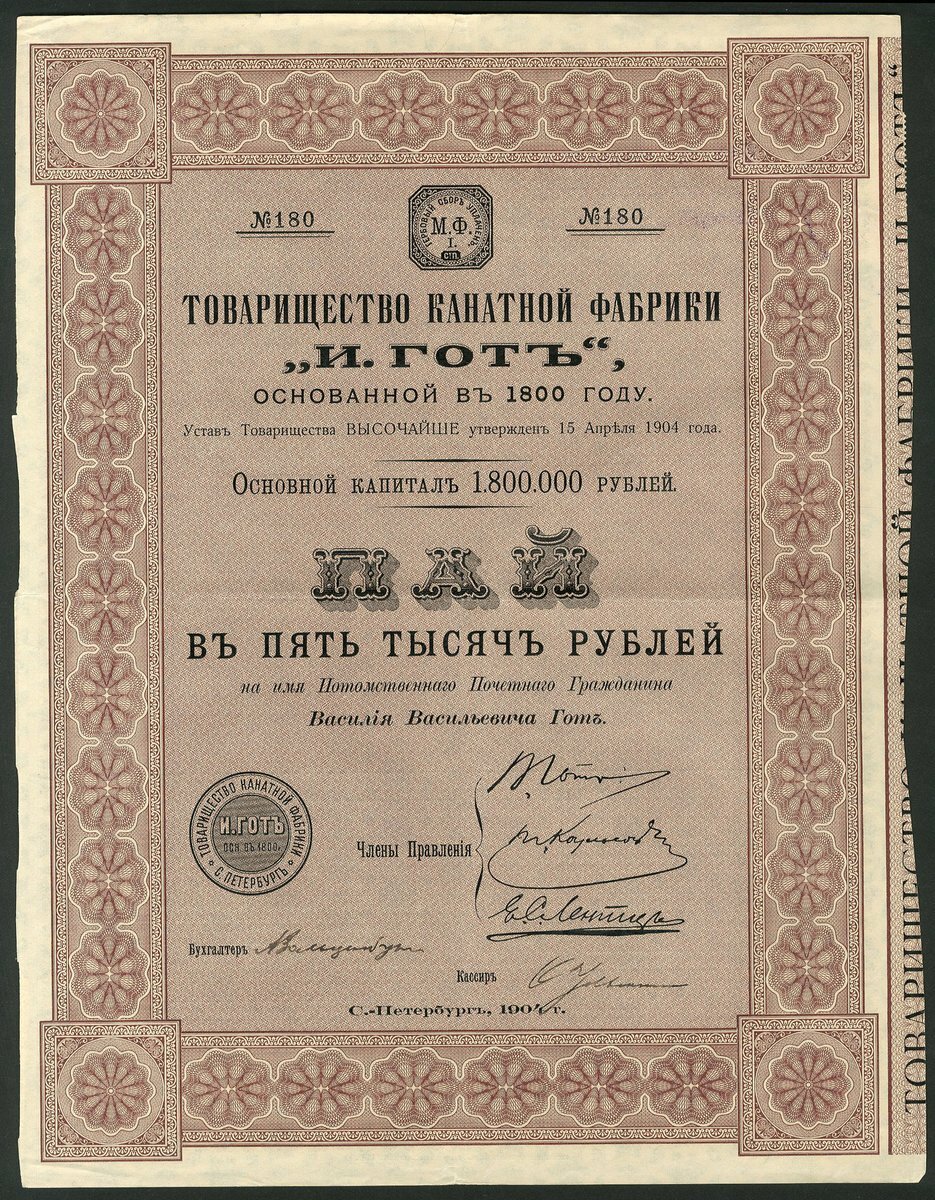 №180
№180
ГЕРБОВЫЙ СБОРЪ УПЛАЧЕНЪ.
М.Ф.
I.
СП.
ТОВАРИЩЕСТВО КАНАТНОЙ ФАБРИКИ
„И. ГОТЪ“,
ОСНОВАННОЙ ВЪ 1800 ГОДУ.
Уставъ Товарищества ВЫСОЧАЙШЕ утвержденъ 15 Апрѣля 1904 года.
Основной капиталъ 1.800.000 рублей.
ПАЙ
ВЪ ПЯТЬ ТЫСЯЧЪ РУБЛЕЙ
на имя Потомственнаго Почетнаго Гражданина
Василія Васильевича Готъ.
ТОВАРИЩЕСТВО КАНАТНОЙ ФАБРИКИ
И.ГОТЪ
ОСН. ВЪ 1800.
С. ПЕТЕРБУРГЪ
Члены Правленія
Бухгалтеръ
Кассиръ
С.-Петербургъ, 1904 г.
ТОВАРИЩЕСТВО КАНАТНОЙ ФАБРИКИ „И. ГОТЪ“